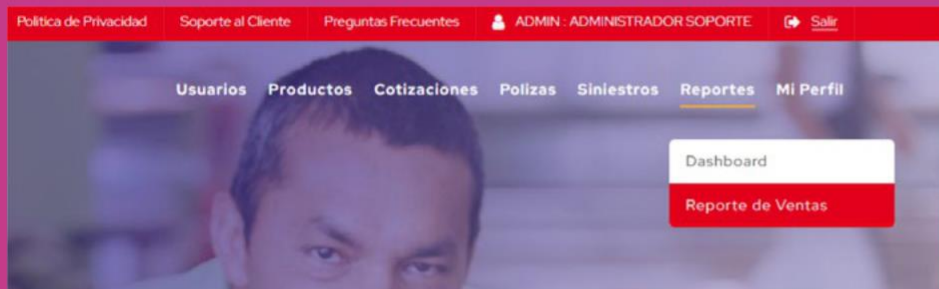 Politica de Privacidad Soporte al Cliente Preguntas Frecuentes ADMIN : ADMINISTRADOR SOPORTE Salir
Usuarios Productos Cotizaciones Polizas Siniestros Reportes Mi Perfil
Dashboard
Reporte de Ventas